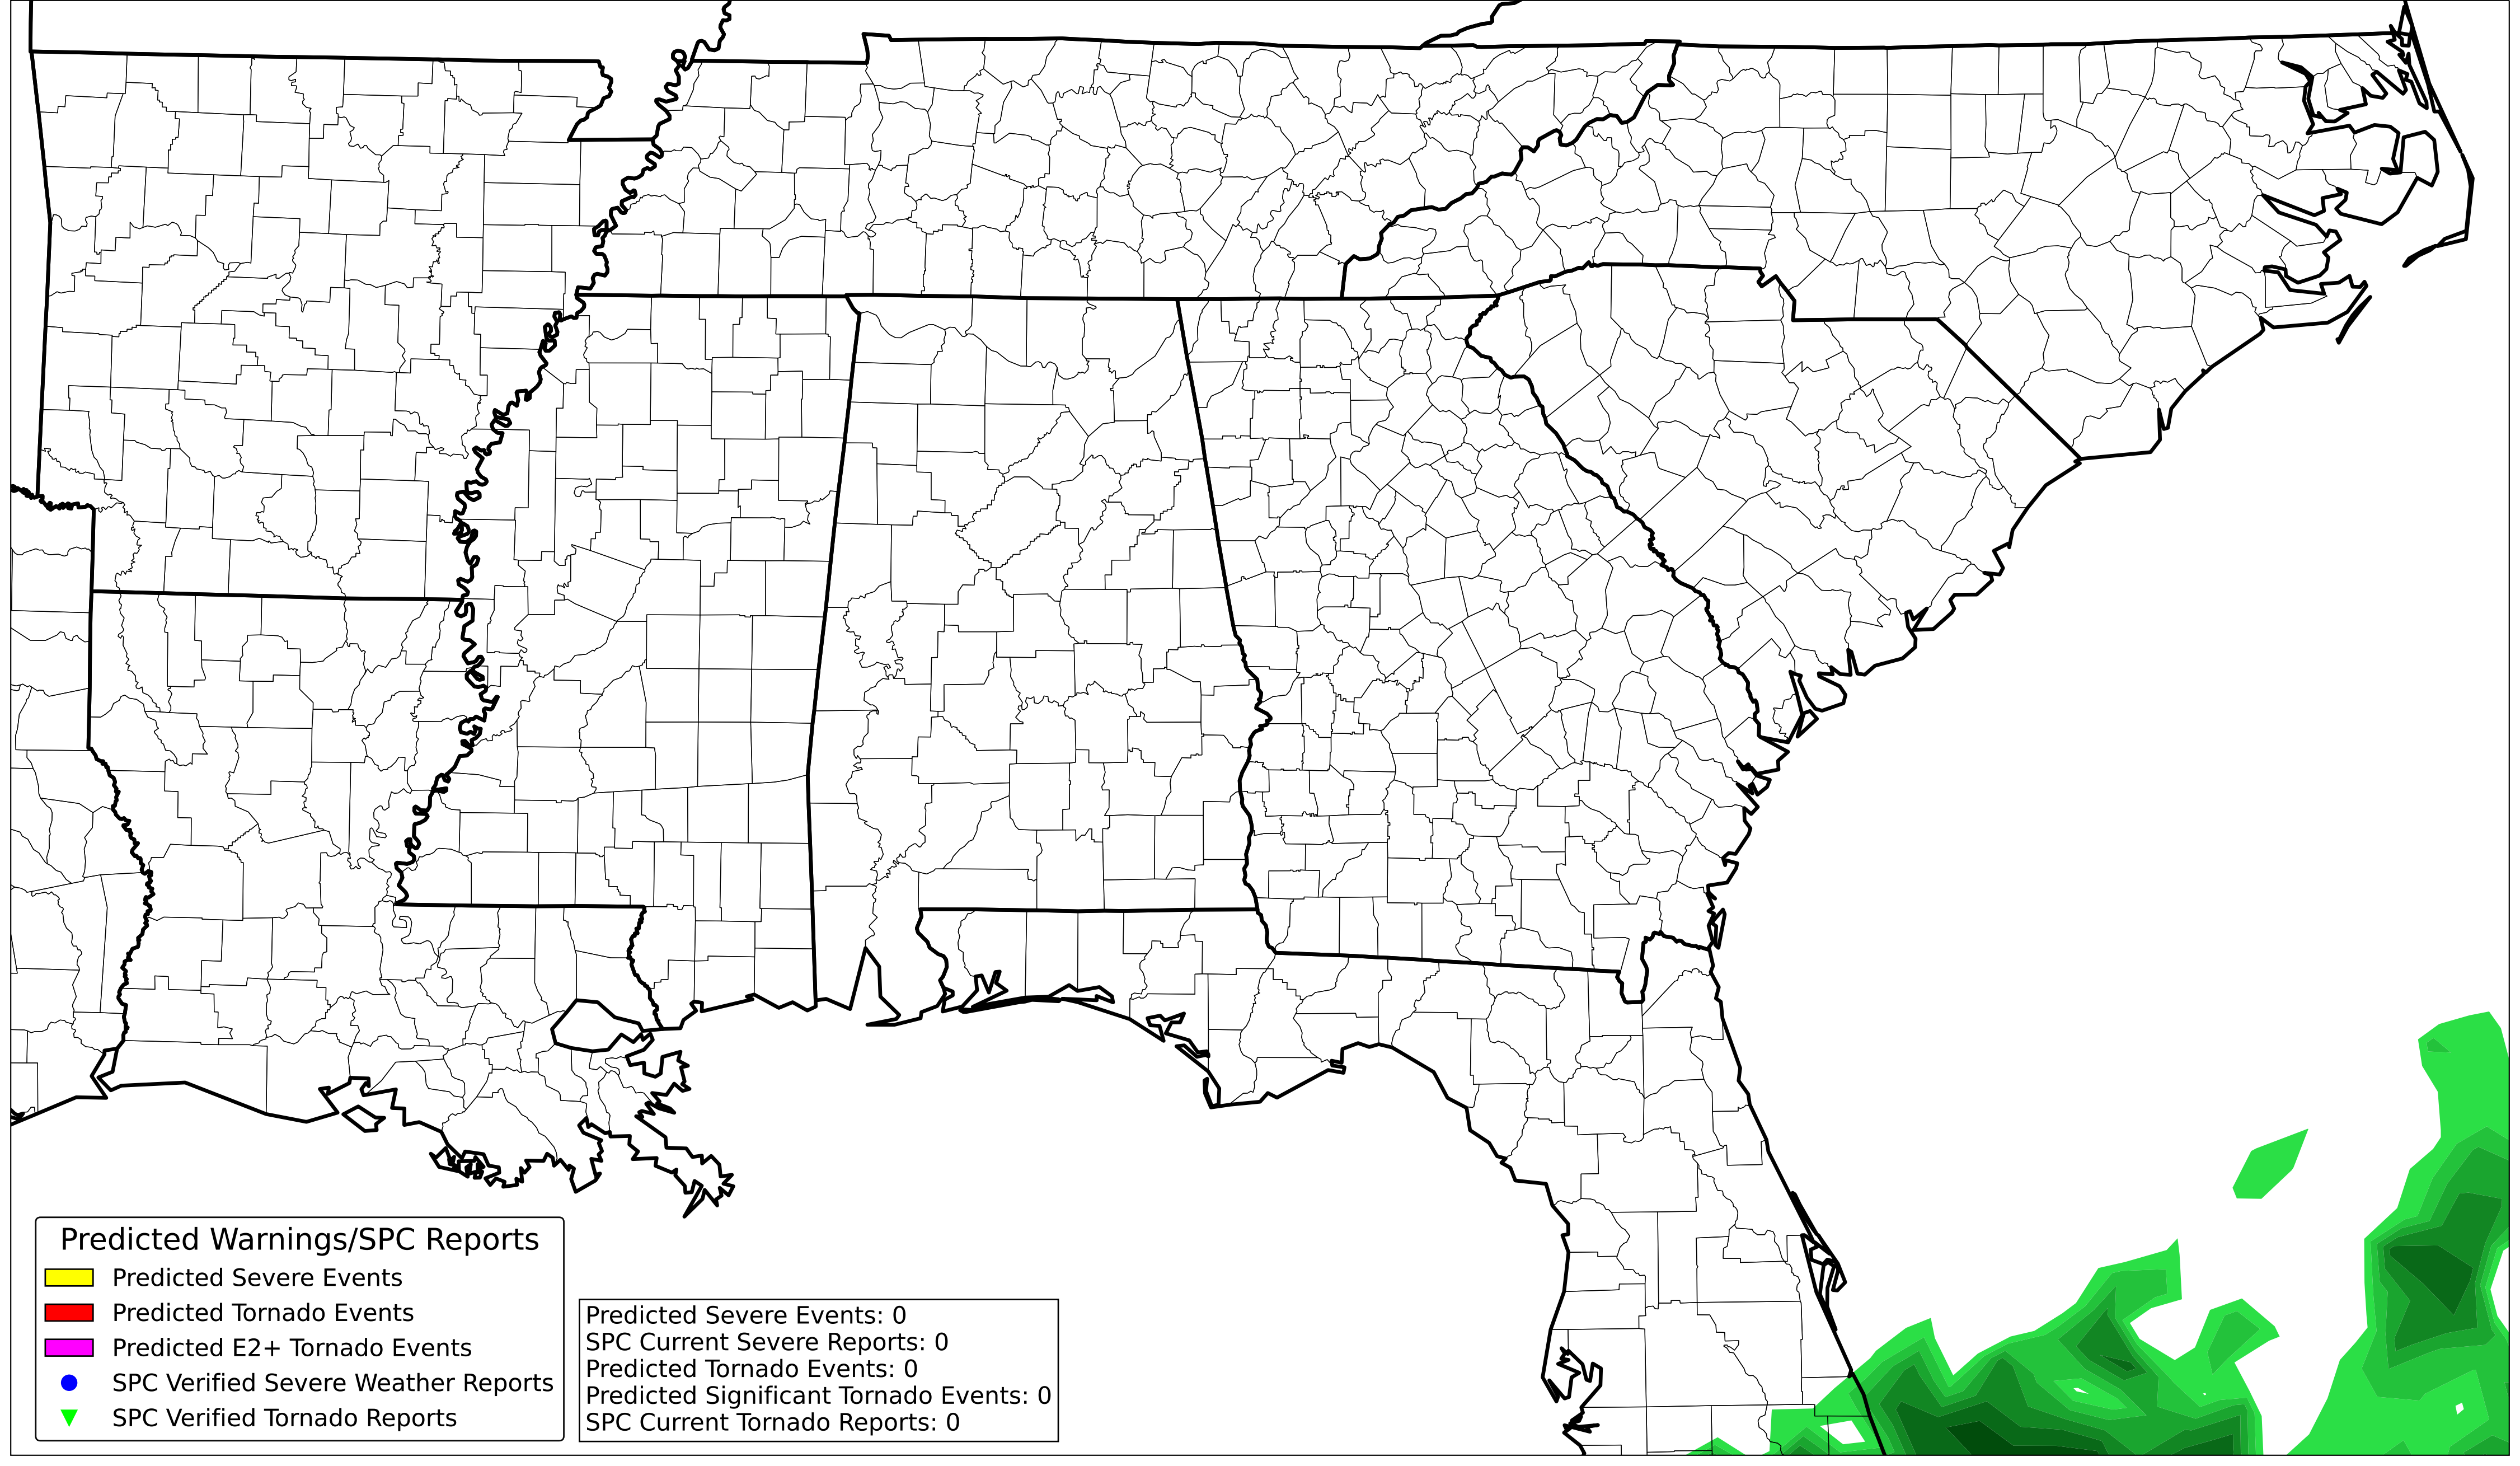 Predicted Warnings/SPC Reports
Predicted Severe Events
Predicted Tornado Events
Predicted E2+ Tornado Events
SPC Verified Severe Weather Reports
SPC Verified Tornado Reports
Predicted Severe Events: 0
SPC Current Severe Reports: 0
Predicted Tornado Events: 0
Predicted Significant Tornado Events: 0
SPC Current Tornado Reports: 0